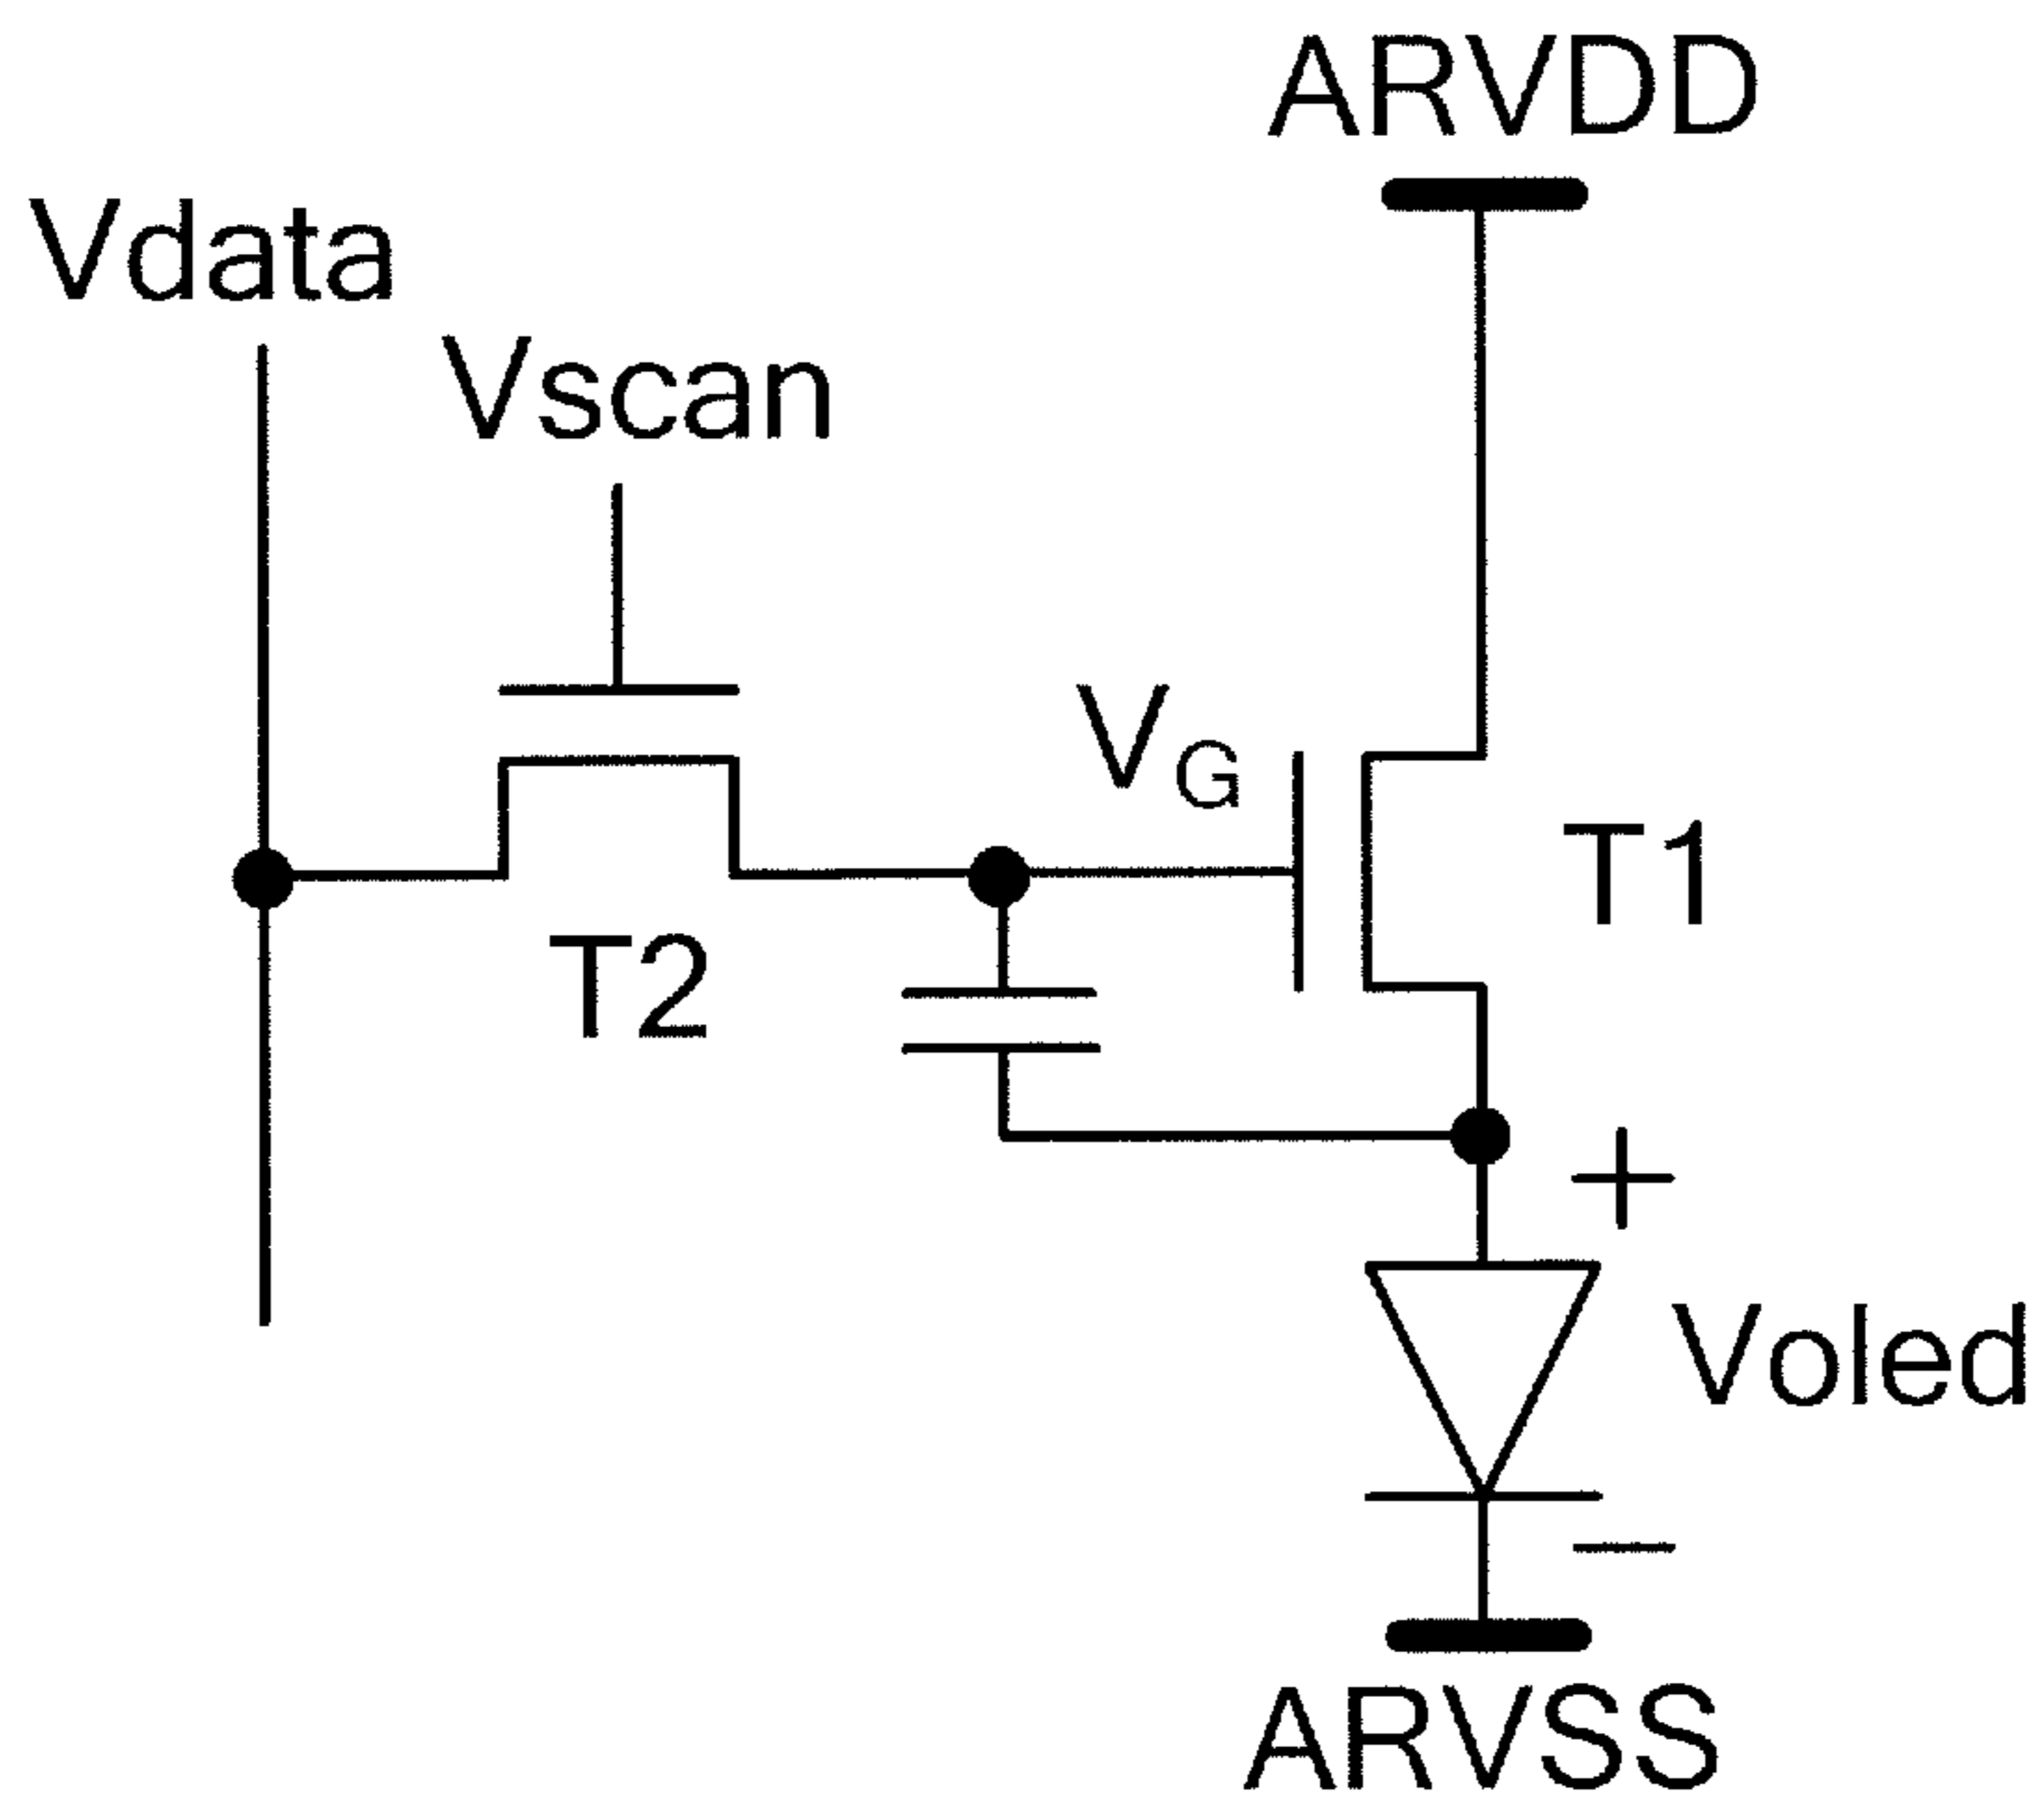 ARVDD
Vdata
Vscan
VG
T1
T2
+
Voled
−
ARVSS